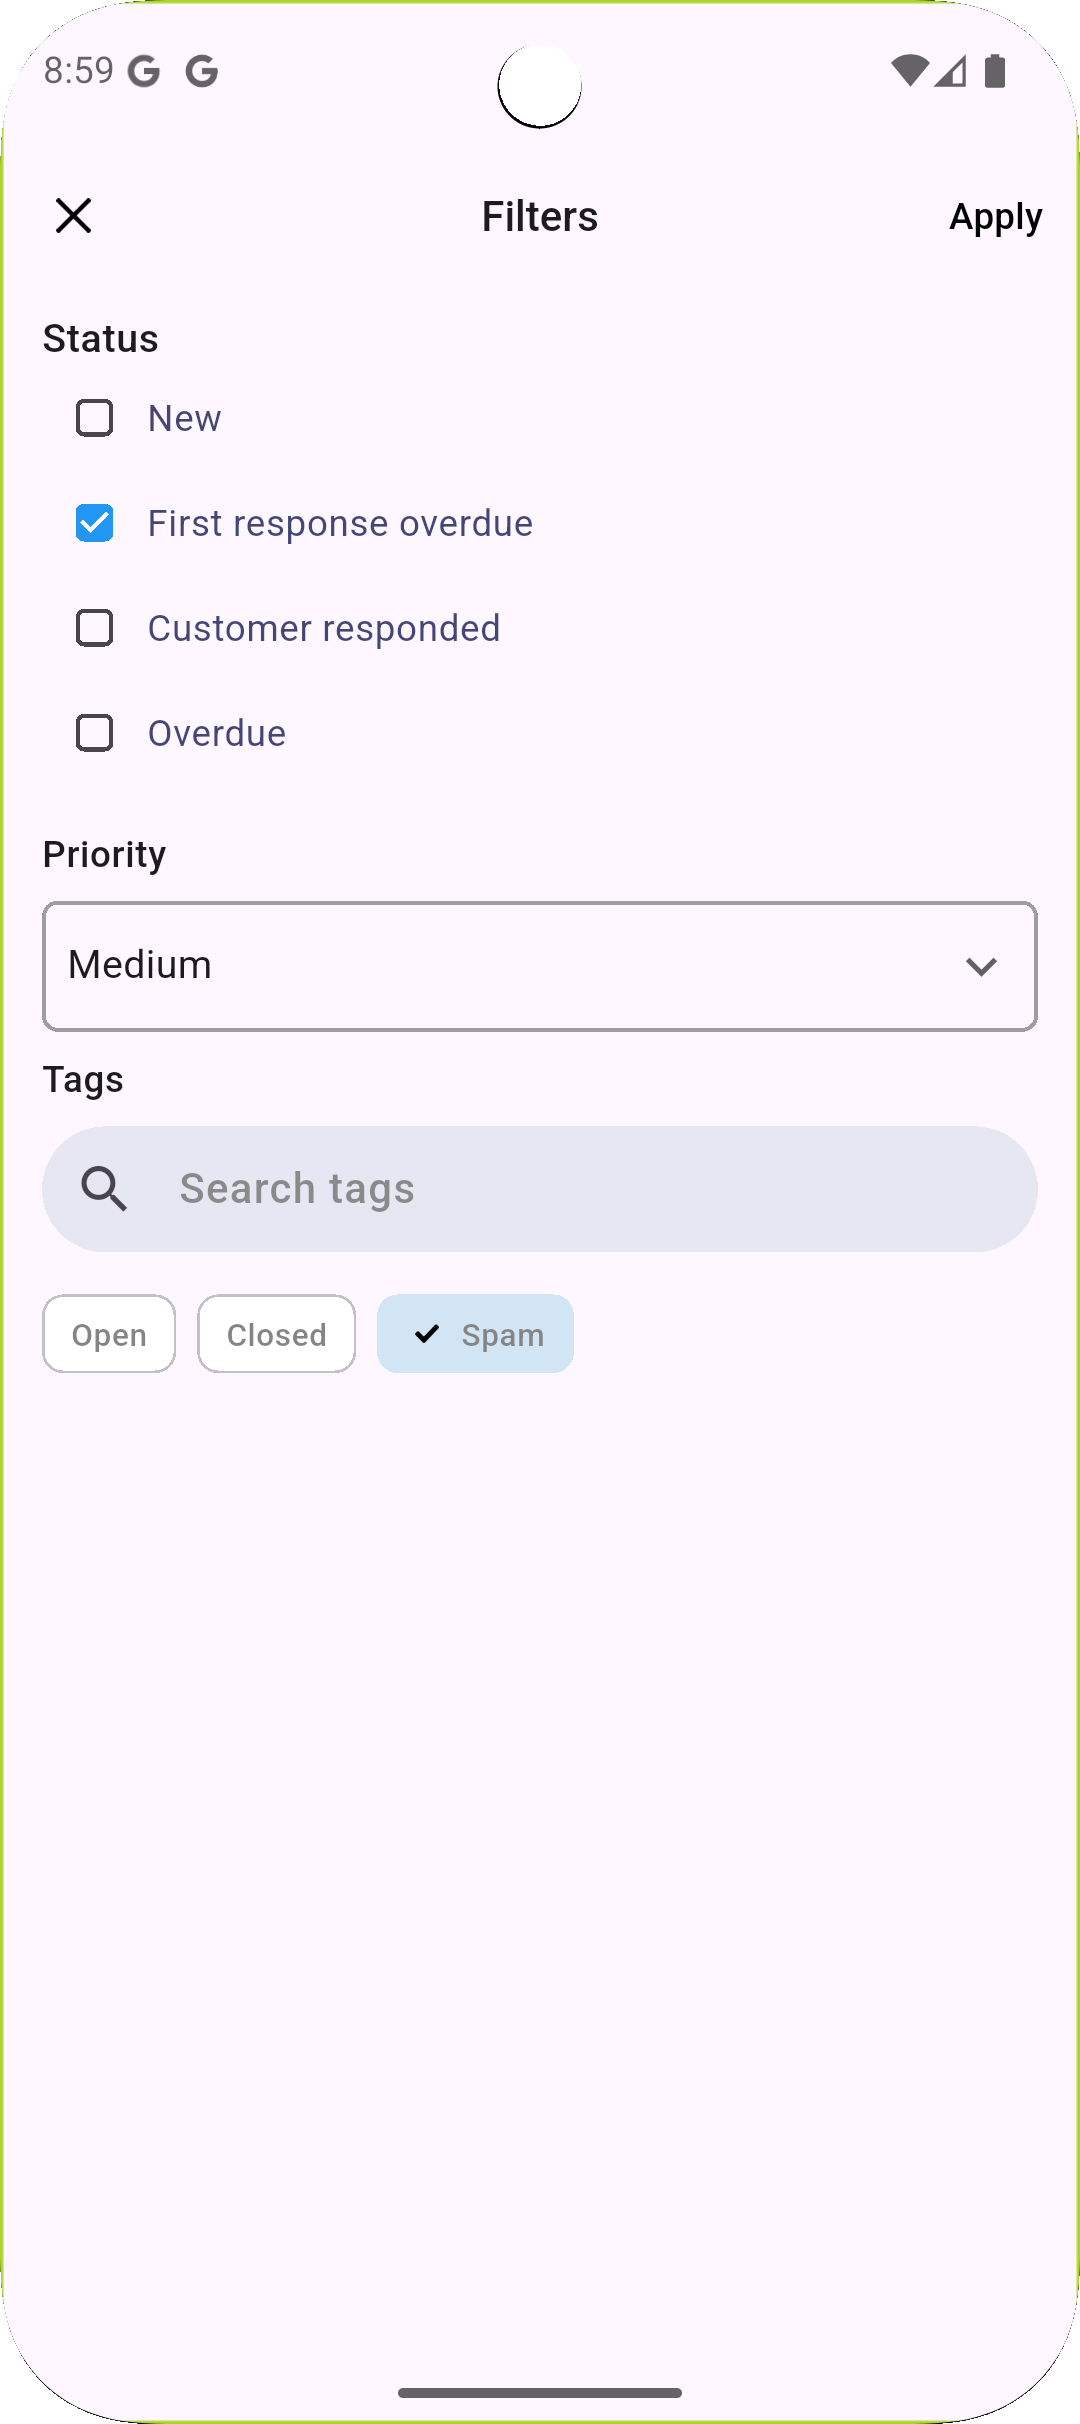 8:59
Filters
Apply
Status
New
First response overdue
Customer responded
Overdue
Priority
Medium
Tags
Search tags
Open
Closed
Spam